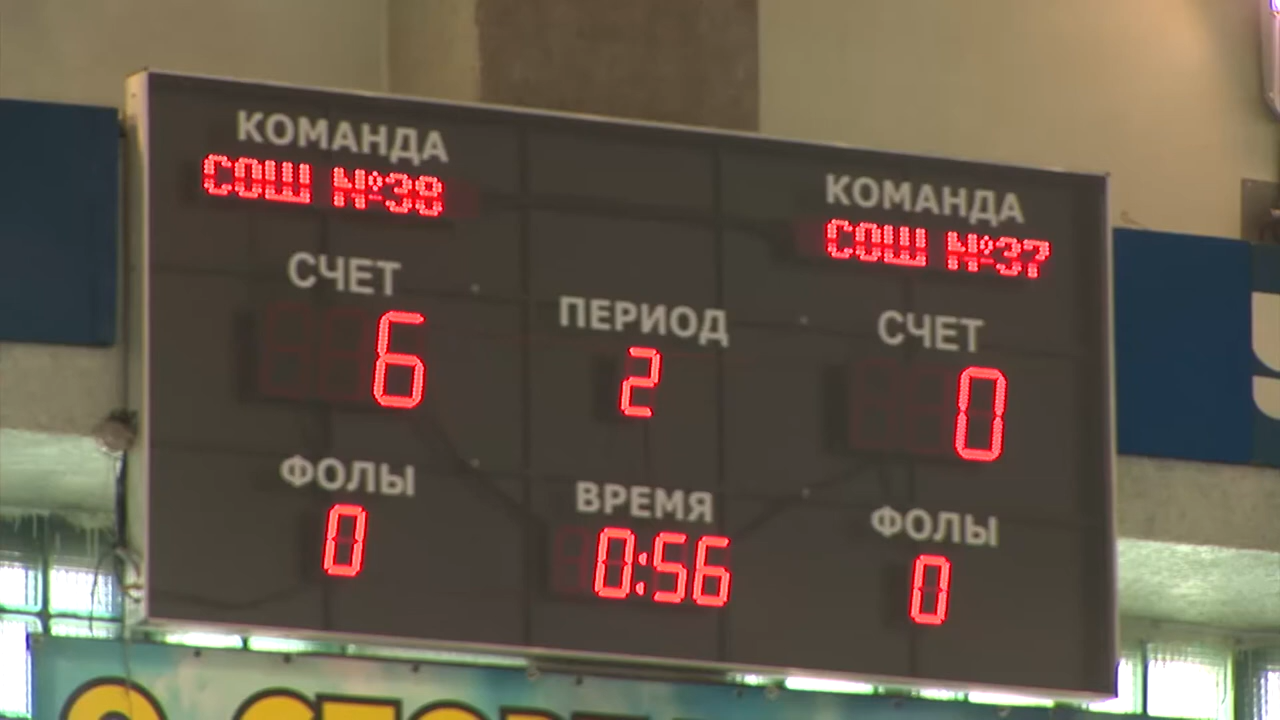 КОМАНДА
СОШ №38
КОМАНДА
СОШ №37
СЧЕТ
6
ПЕРИОД
2
СЧЕТ
0
ФОЛЫ
0
ВРЕМЯ
0:56
ФОЛЫ
0